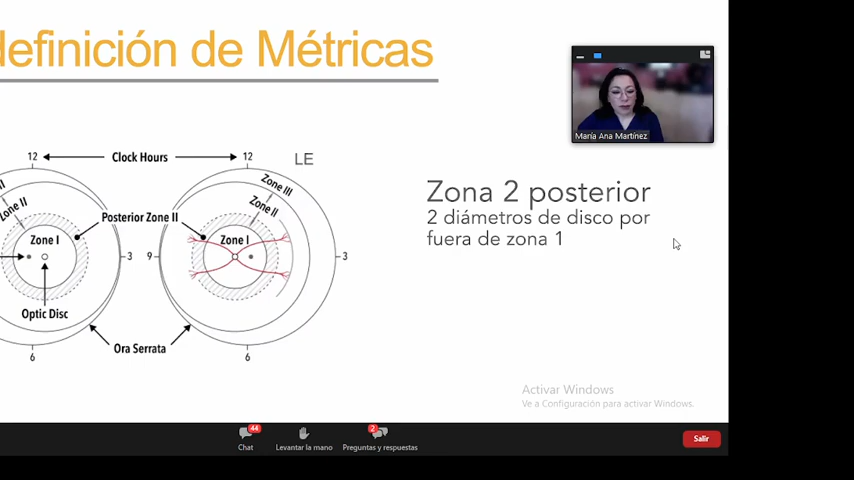 definición de Métricas
María Ana Martínez
12
Clock Hours
12
LE
Zone III
Zone II
Zone II
Posterior Zone II
Zone I
Zone I
3
9
3
Optic Disc
Ora Serrata
6
6
Zona 2 posterior
2 diámetros de disco por
fuera de zona 1
Activar Windows
Ve a Configuración para activar Windows.
44
2
Chat
Levantar la mano
Preguntas y respuestas
Salir